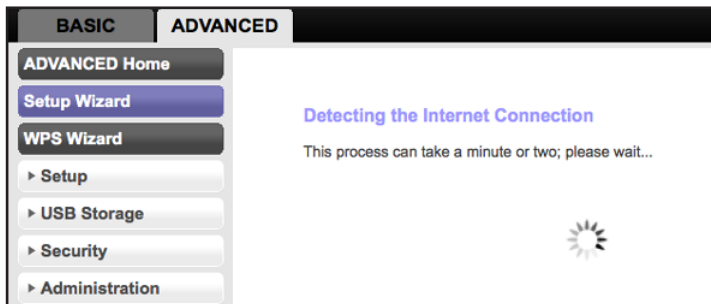 BASIC ADVANCED
ADVANCED Home
Setup Wizard
WPS Wizard
Setup
USB Storage
Security
Administration
Detecting the Internet Connection
This process can take a minute or two; please wait...